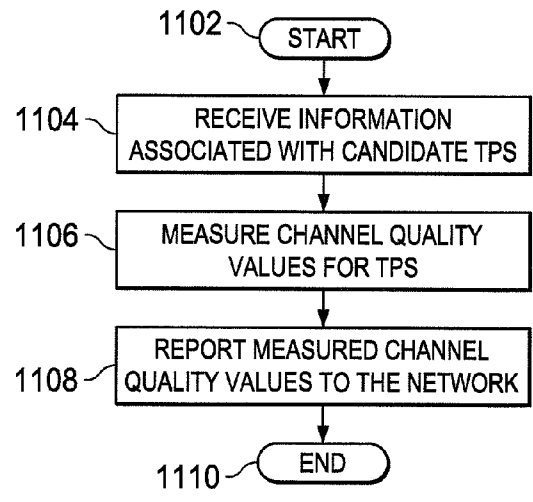 1102
START
1104
RECEIVE INFORMATION
ASSOCIATED WITH CANDIDATE TPS
1106
MEASURE CHANNEL QUALITY
VALUES FOR TPS
1108
REPORT MEASURED CHANNEL
QUALITY VALUES TO THE NETWORK
1110
END